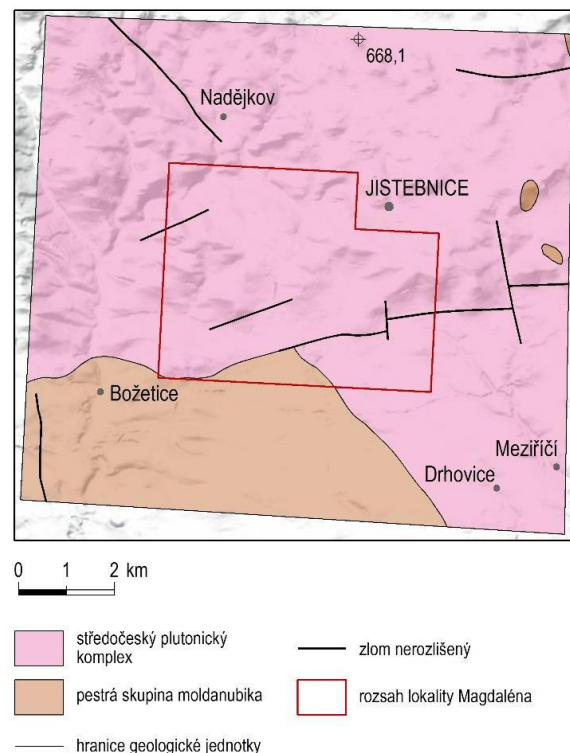 668,1
Nadějkov
JISTEBNICE
Božetice
Meziříčí
Drhovice
0 1 2 km
středočeský plutonický
komplex
zlom nerozlišený
pestrá skupina moldanubika
rozsah lokality Magdaléna
hranice geologické jednotky